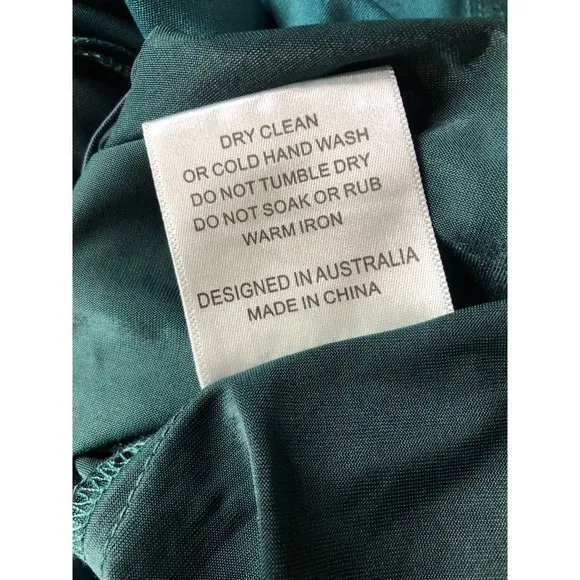 DRY CLEAN
OR COLD HAND WASH
DO NOT TUMBLE DRY
DO NOT SOAK OR RUB
WARM IRON
DESIGNED IN AUSTRALIA
MADE IN CHINA